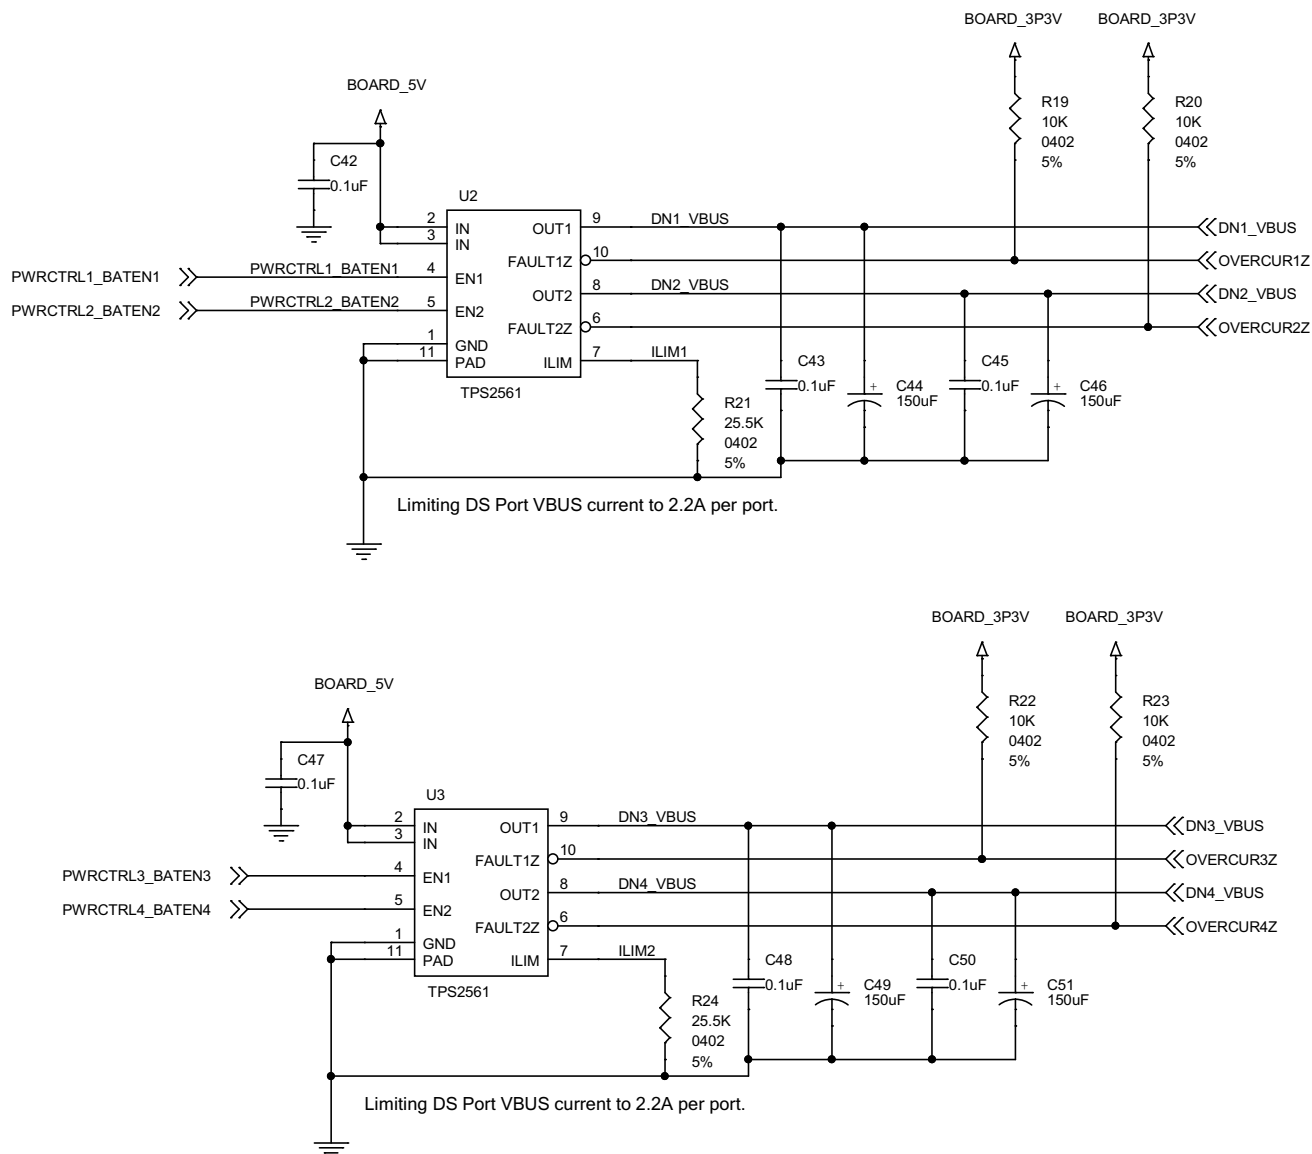 BOARD_3P3V BOARD_3P3V
BOARD_5V
R19
10K
0402
5%
R20
10K
0402
5%
C42
0.1uF
U2
2 IN
3 IN
4 EN1
5 EN2
1 GND
11 PAD
OUT1 9
FAULT1Z 10
OUT2 8
FAULT2Z 6
ILIM 7
TPS2561
PWRCTRL1_BATEN1 PWRCTRL1_BATEN1
PWRCTRL2_BATEN2 PWRCTRL2_BATEN2
DN1_VBUS DN1_VBUS
OVERCUR1Z
DN2_VBUS DN2_VBUS
OVERCUR2Z
ILIM1
R21
25.5K
0402
5%
C43
0.1uF
C44
150uF
C45
0.1uF
C46
150uF
+ +
Limiting DS Port VBUS current to 2.2A per port.
BOARD_3P3V BOARD_3P3V
BOARD_5V
R22
10K
0402
5%
R23
10K
0402
5%
C47
0.1uF
U3
2 IN
3 IN
4 EN1
5 EN2
1 GND
11 PAD
OUT1 9
FAULT1Z 10
OUT2 8
FAULT2Z 6
ILIM 7
TPS2561
PWRCTRL3_BATEN3
PWRCTRL4_BATEN4
DN3_VBUS DN3_VBUS
OVERCUR3Z
DN4_VBUS DN4_VBUS
OVERCUR4Z
ILIM2
R24
25.5K
0402
5%
C48
0.1uF
C49
150uF
C50
0.1uF
C51
150uF
+ +
Limiting DS Port VBUS current to 2.2A per port.